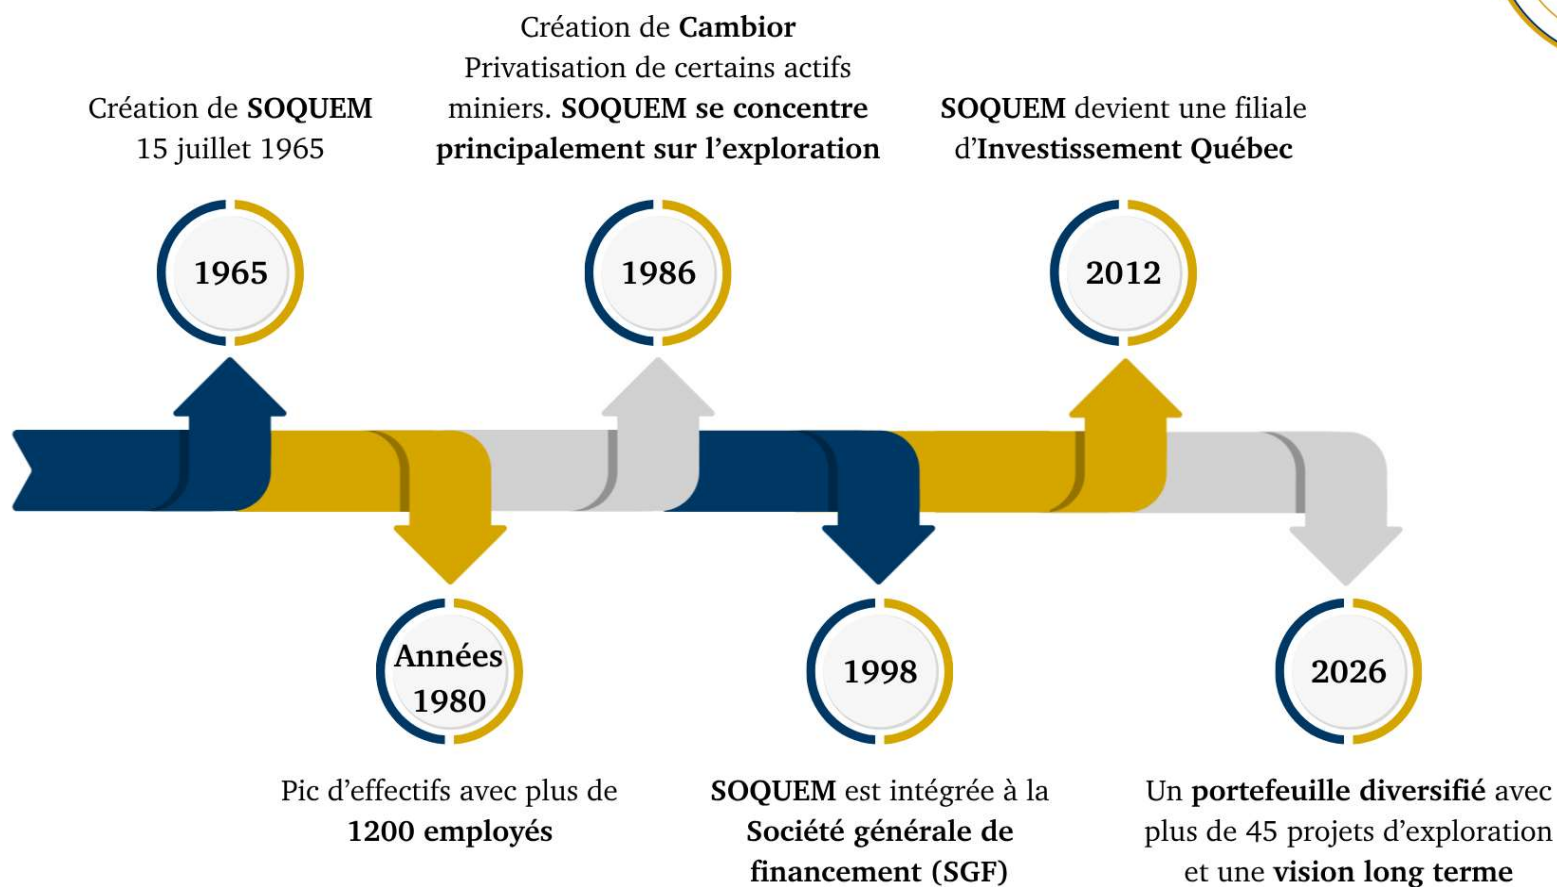 Création de SOQUEM
15 juillet 1965
1965
Années
1980
Pic d’effectifs avec plus de
1200 employés
Création de Cambior
Privatisation de certains actifs
miniers. SOQUEM se concentre
principalement sur l’exploration
1986
1998
SOQUEM est intégrée à la
Société générale de
financement (SGF)
SOQUEM devient une filiale
d’Investissement Québec
2012
2026
Un portefeuille diversifié avec
plus de 45 projets d’exploration
et une vision long terme